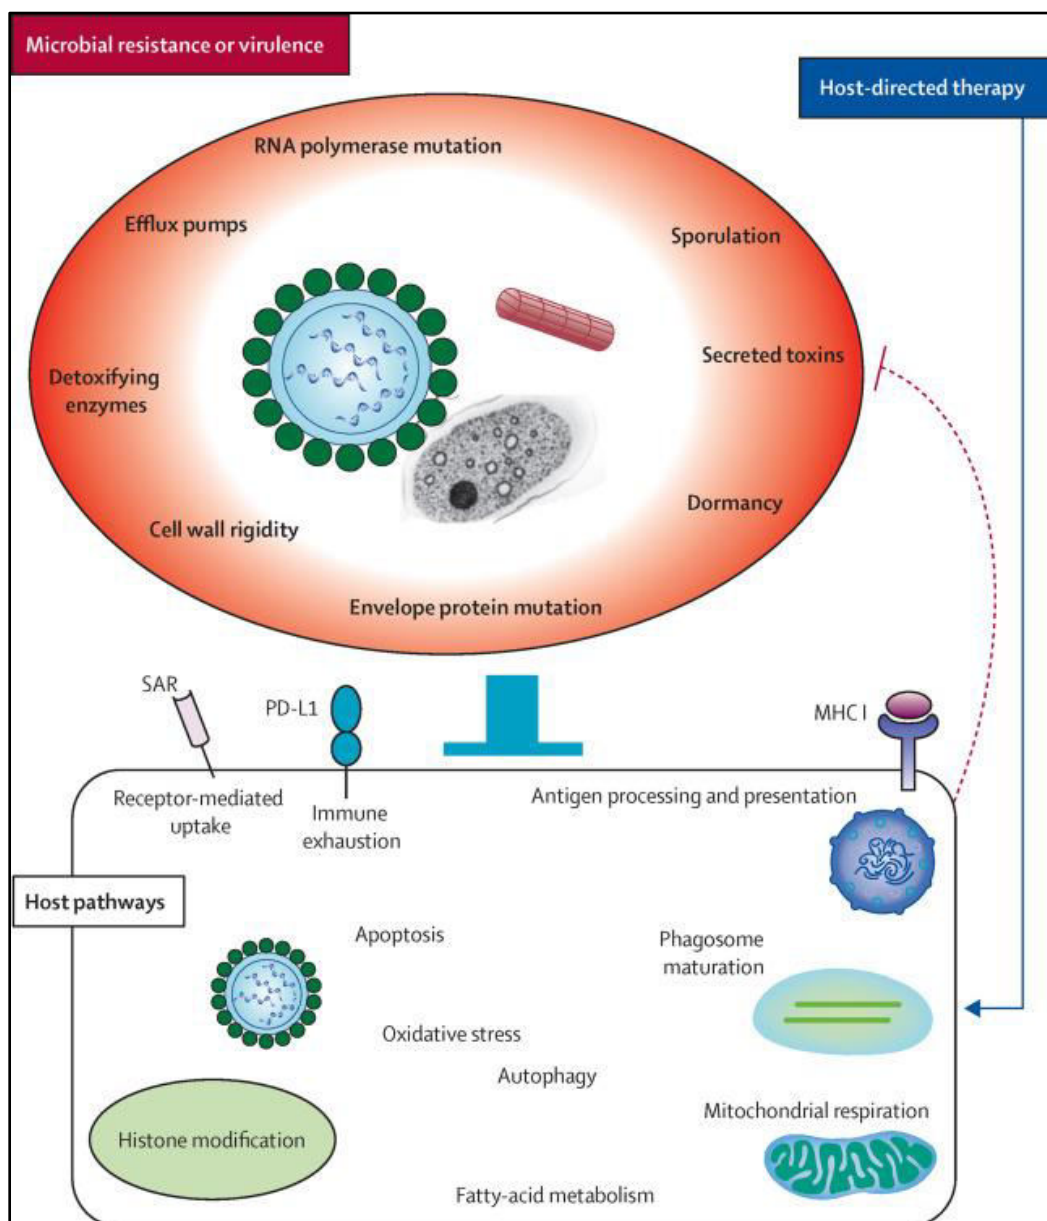 Microbial resistance or virulence
Host-directed therapy
RNA polymerase mutation
Efflux pumps
Sporulation
Secreted toxins
Detoxifying
enzymes
Dormancy
Cell wall rigidity
Envelope protein mutation
SAR
PD-L1
MHC I
Receptor-mediated
uptake
Immune
exhaustion
Antigen processing and presentation
Host pathways
Apoptosis
Phagosome
maturation
Oxidative stress
Autophagy
Mitochondrial respiration
Histone modification
Fatty-acid metabolism